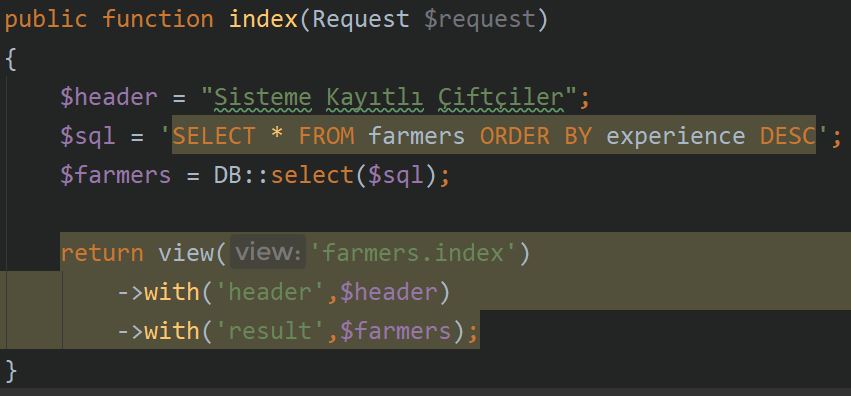 public function index(Request $request)
{
$header = "Sisteme Kayıtlı Çiftçiler";
$sql = 'SELECT * FROM farmers ORDER BY experience DESC';
$farmers = DB::select($sql);
return view( view: 'farmers.index')
->with('header',$header)
->with('result',$farmers);
}